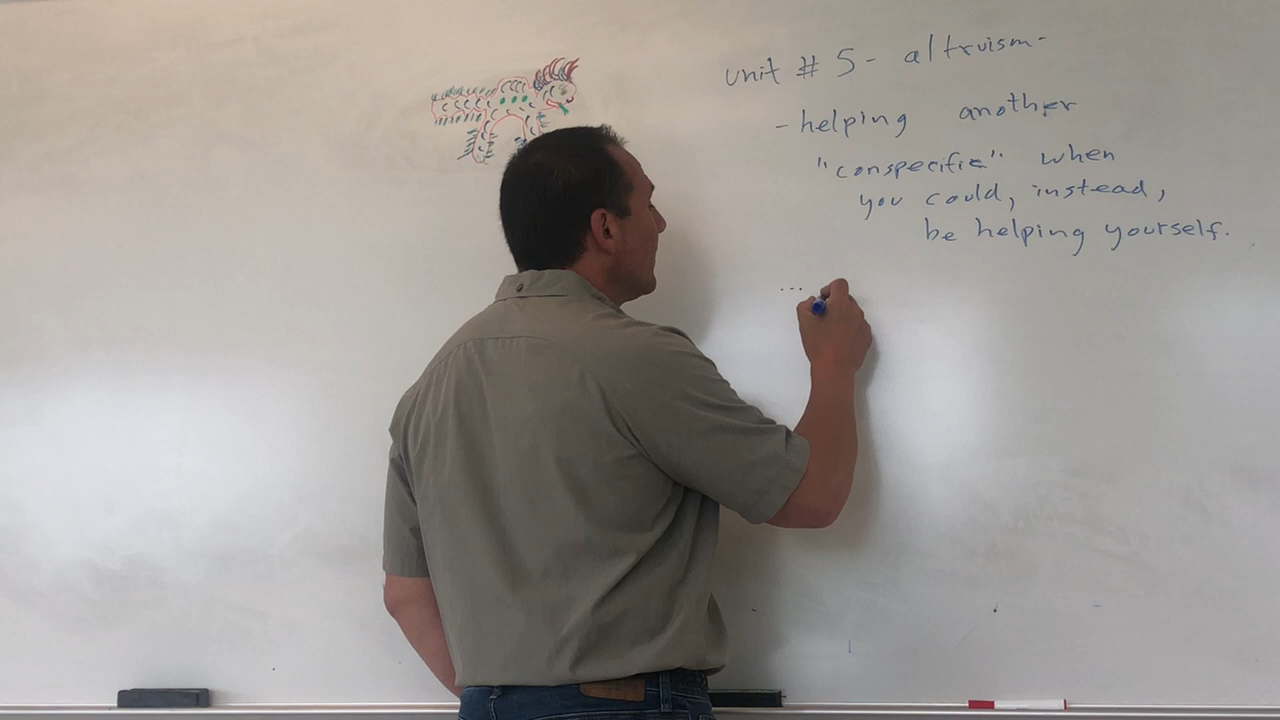 unit # 5 - altruism-
- helping another
"conspecific" when
you could, instead,
be helping yourself.
...